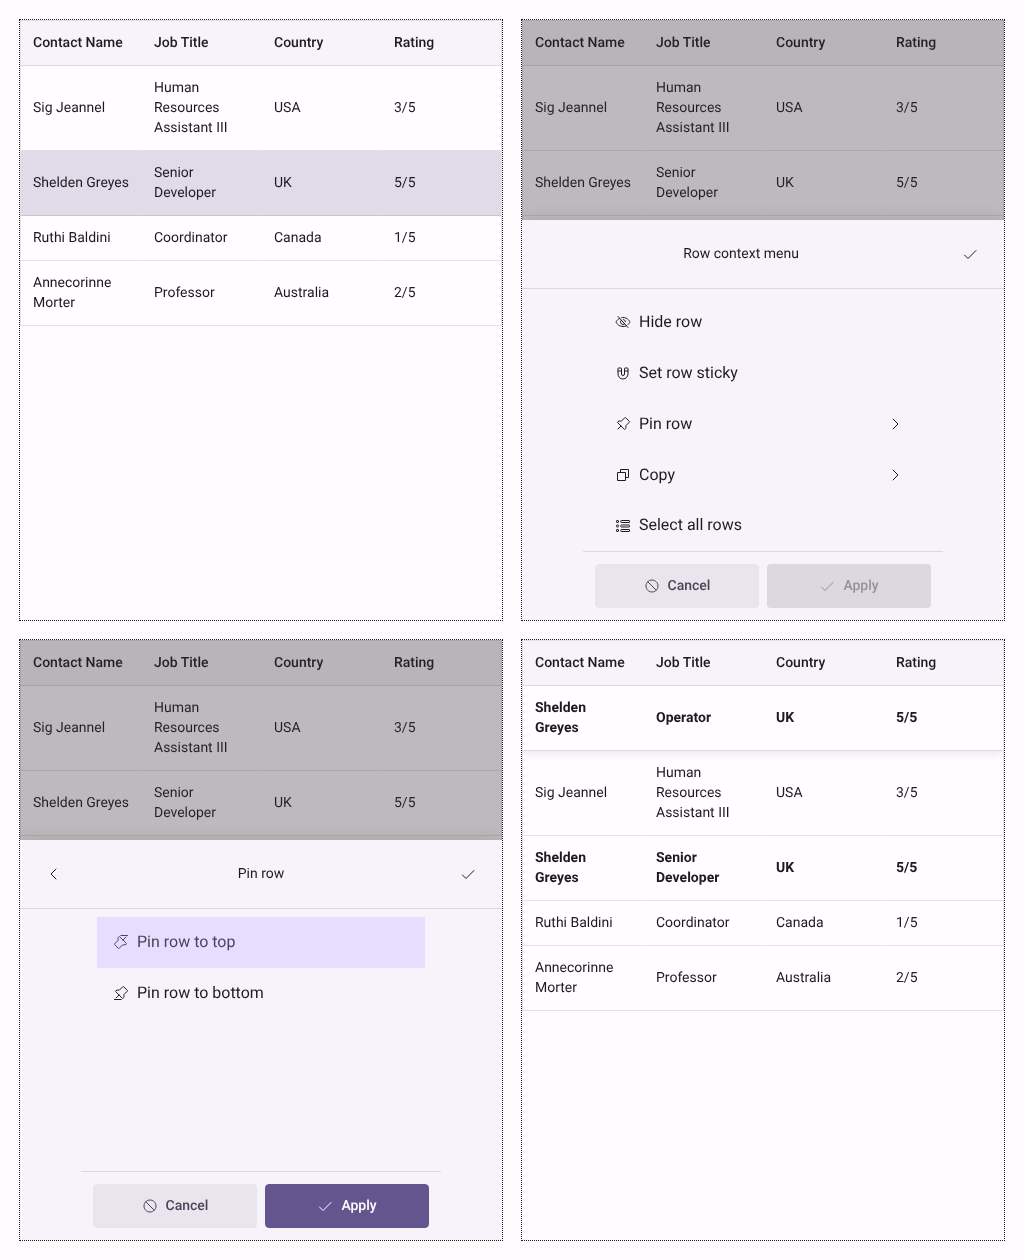 Contact Name Job Title Country Rating
Sig Jeannel Human Resources Assistant III USA 3/5
Shelden Greyes Senior Developer UK 5/5
Ruthi Baldini Coordinator Canada 1/5
Annecorinne Morter Professor Australia 2/5
Contact Name Job Title Country Rating
Sig Jeannel Human Resources Assistant III USA 3/5
Shelden Greyes Senior Developer UK 5/5
Row context menu
Hide row
Set row sticky
Pin row
Copy
Select all rows
Cancel Apply
Contact Name Job Title Country Rating
Sig Jeannel Human Resources Assistant III USA 3/5
Shelden Greyes Senior Developer UK 5/5
Pin row
Pin row to top
Pin row to bottom
Cancel Apply
Contact Name Job Title Country Rating
Shelden Greyes Operator UK 5/5
Sig Jeannel Human Resources Assistant III USA 3/5
Shelden Greyes Senior Developer UK 5/5
Ruthi Baldini Coordinator Canada 1/5
Annecorinne Morter Professor Australia 2/5